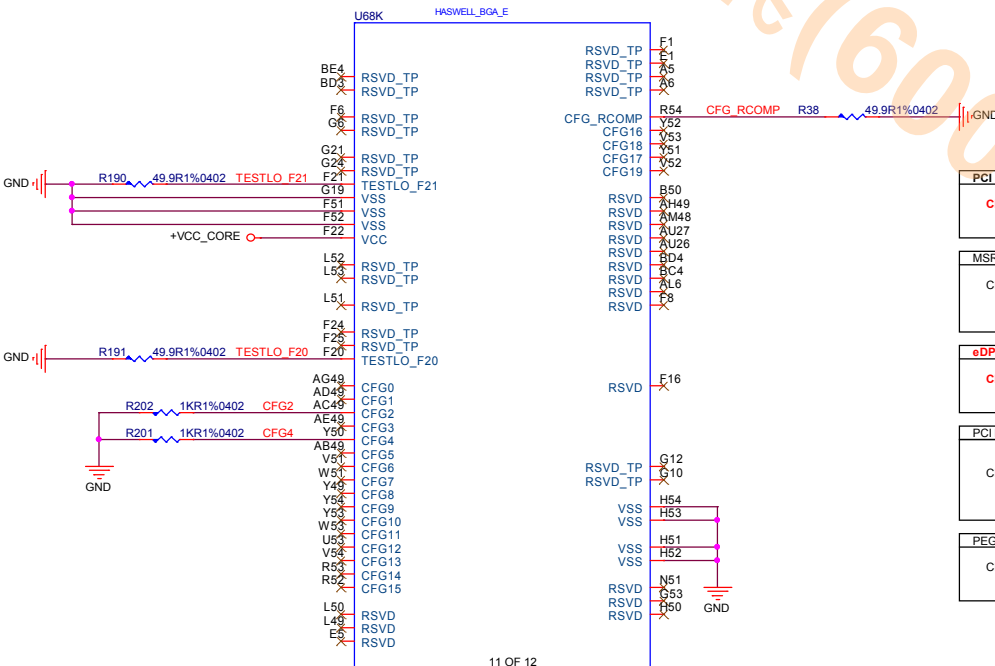 U68K
HASWELL_BGA_E
BE4 RSVD_TP
BD3 RSVD_TP
F6 RSVD_TP
G6 RSVD_TP
G21 RSVD_TP
G24 RSVD_TP
GND R190 49.9R1%0402 TESTLO_F21 F21 TESTLO_F21
G19 VSS
F51 VSS
F52 VSS
+VCC_CORE F22 VCC
L52 RSVD_TP
L53 RSVD_TP
L51 RSVD_TP
F24 RSVD_TP
F25 RSVD_TP
GND R191 49.9R1%0402 TESTLO_F20 F20 TESTLO_F20
AG49 CFG0
AD49 CFG1
R202 1KR1%0402 CFG2 AC49 CFG2
AE49 CFG3
R201 1KR1%0402 CFG4 Y50 CFG4
AB49 CFG5
V51 CFG6
W51 CFG7
Y49 CFG8
Y54 CFG9
Y53 CFG10
W53 CFG11
U53 CFG12
V54 CFG13
R53 CFG14
R52 CFG15
GND
L50 RSVD
L49 RSVD
E5 RSVD
RSVD_TP F1
RSVD_TP E1
RSVD_TP A5
RSVD_TP A6
CFG_RCOMP R54 CFG_RCOMP R38 49.9R1%0402 GND
CFG16 Y52
CFG18 V53
CFG17 Y51
CFG19 V52
RSVD B50
RSVD AH49
RSVD AM48
RSVD AU27
RSVD AU26
RSVD BD4
RSVD BC4
RSVD AL6
RSVD F8
RSVD F16
RSVD_TP G12
RSVD_TP G10
VSS H54
VSS H53
VSS H51
VSS H52
RSVD N51
RSVD G53
RSVD H50
GND
11 OF 12
PCI
C
MSR
C
eDP
C
PCI
C
PEG
C
(600